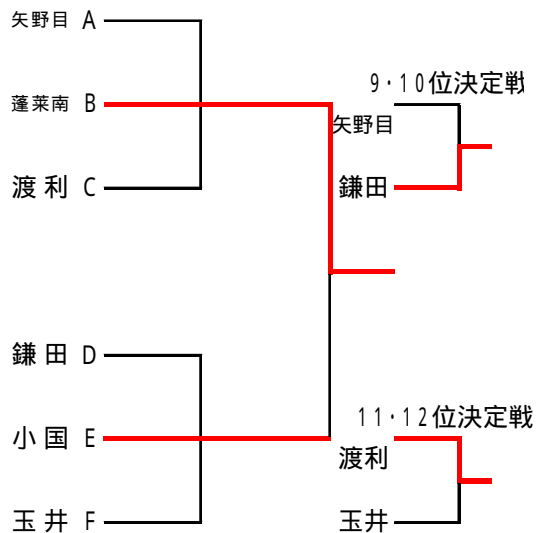 矢野目 A
蓬莱南 B
渡利 C
鎌田 D
小国 E
玉井 F
9・10位決定戦
矢野目
鎌田
11・12位決定戦
渡利
玉井